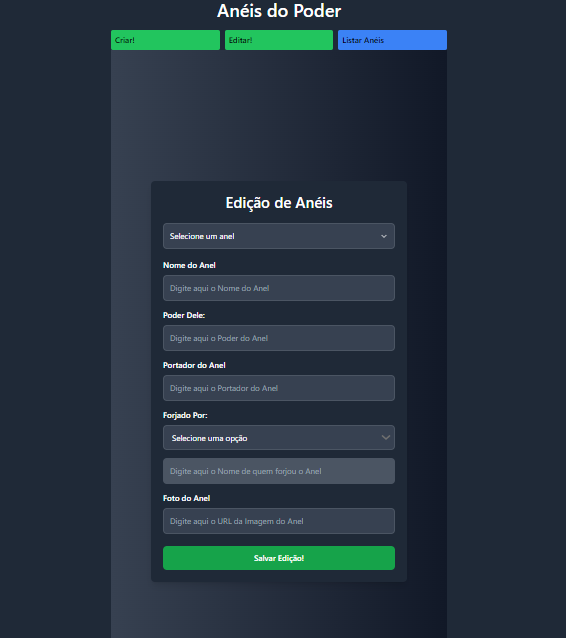 Anéis do Poder
Criar!
Editar!
Listar Anéis
Edição de Anéis
Selecione um anel
Nome do Anel
Digite aqui o Nome do Anel
Poder Dele:
Digite aqui o Poder do Anel
Portador do Anel
Digite aqui o Portador do Anel
Forjado Por:
Selecione uma opção
Digite aqui o Nome de quem forjou o Anel
Foto do Anel
Digite aqui o URL da Imagem do Anel
Salvar Edição!